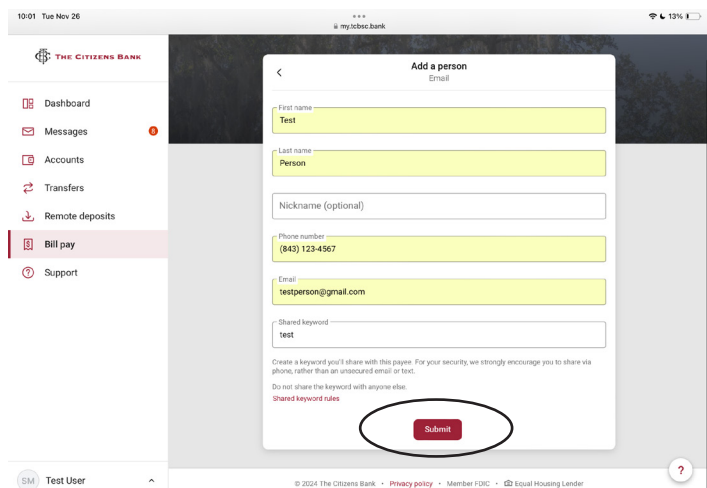 10:01 Tue Nov 26
my.tcbsc.bank
13%
THE CITIZENS BANK
Dashboard
Messages 8
Accounts
Transfers
Remote deposits
Bill pay
Support
SM Test User
Add a person
Email
First name
Test
Last name
Person
Nickname (optional)
Phone number
(843) 123-4567
Email
testperson@gmail.com
Shared keyword
test
Create a keyword you'll share with this payee. For your security, we strongly encourage you to share via
phone, rather than an unsecured email or text.
Do not share the keyword with anyone else.
Shared keyword rules
Submit
?
© 2024 The Citizens Bank • Privacy policy • Member FDIC • Equal Housing Lender